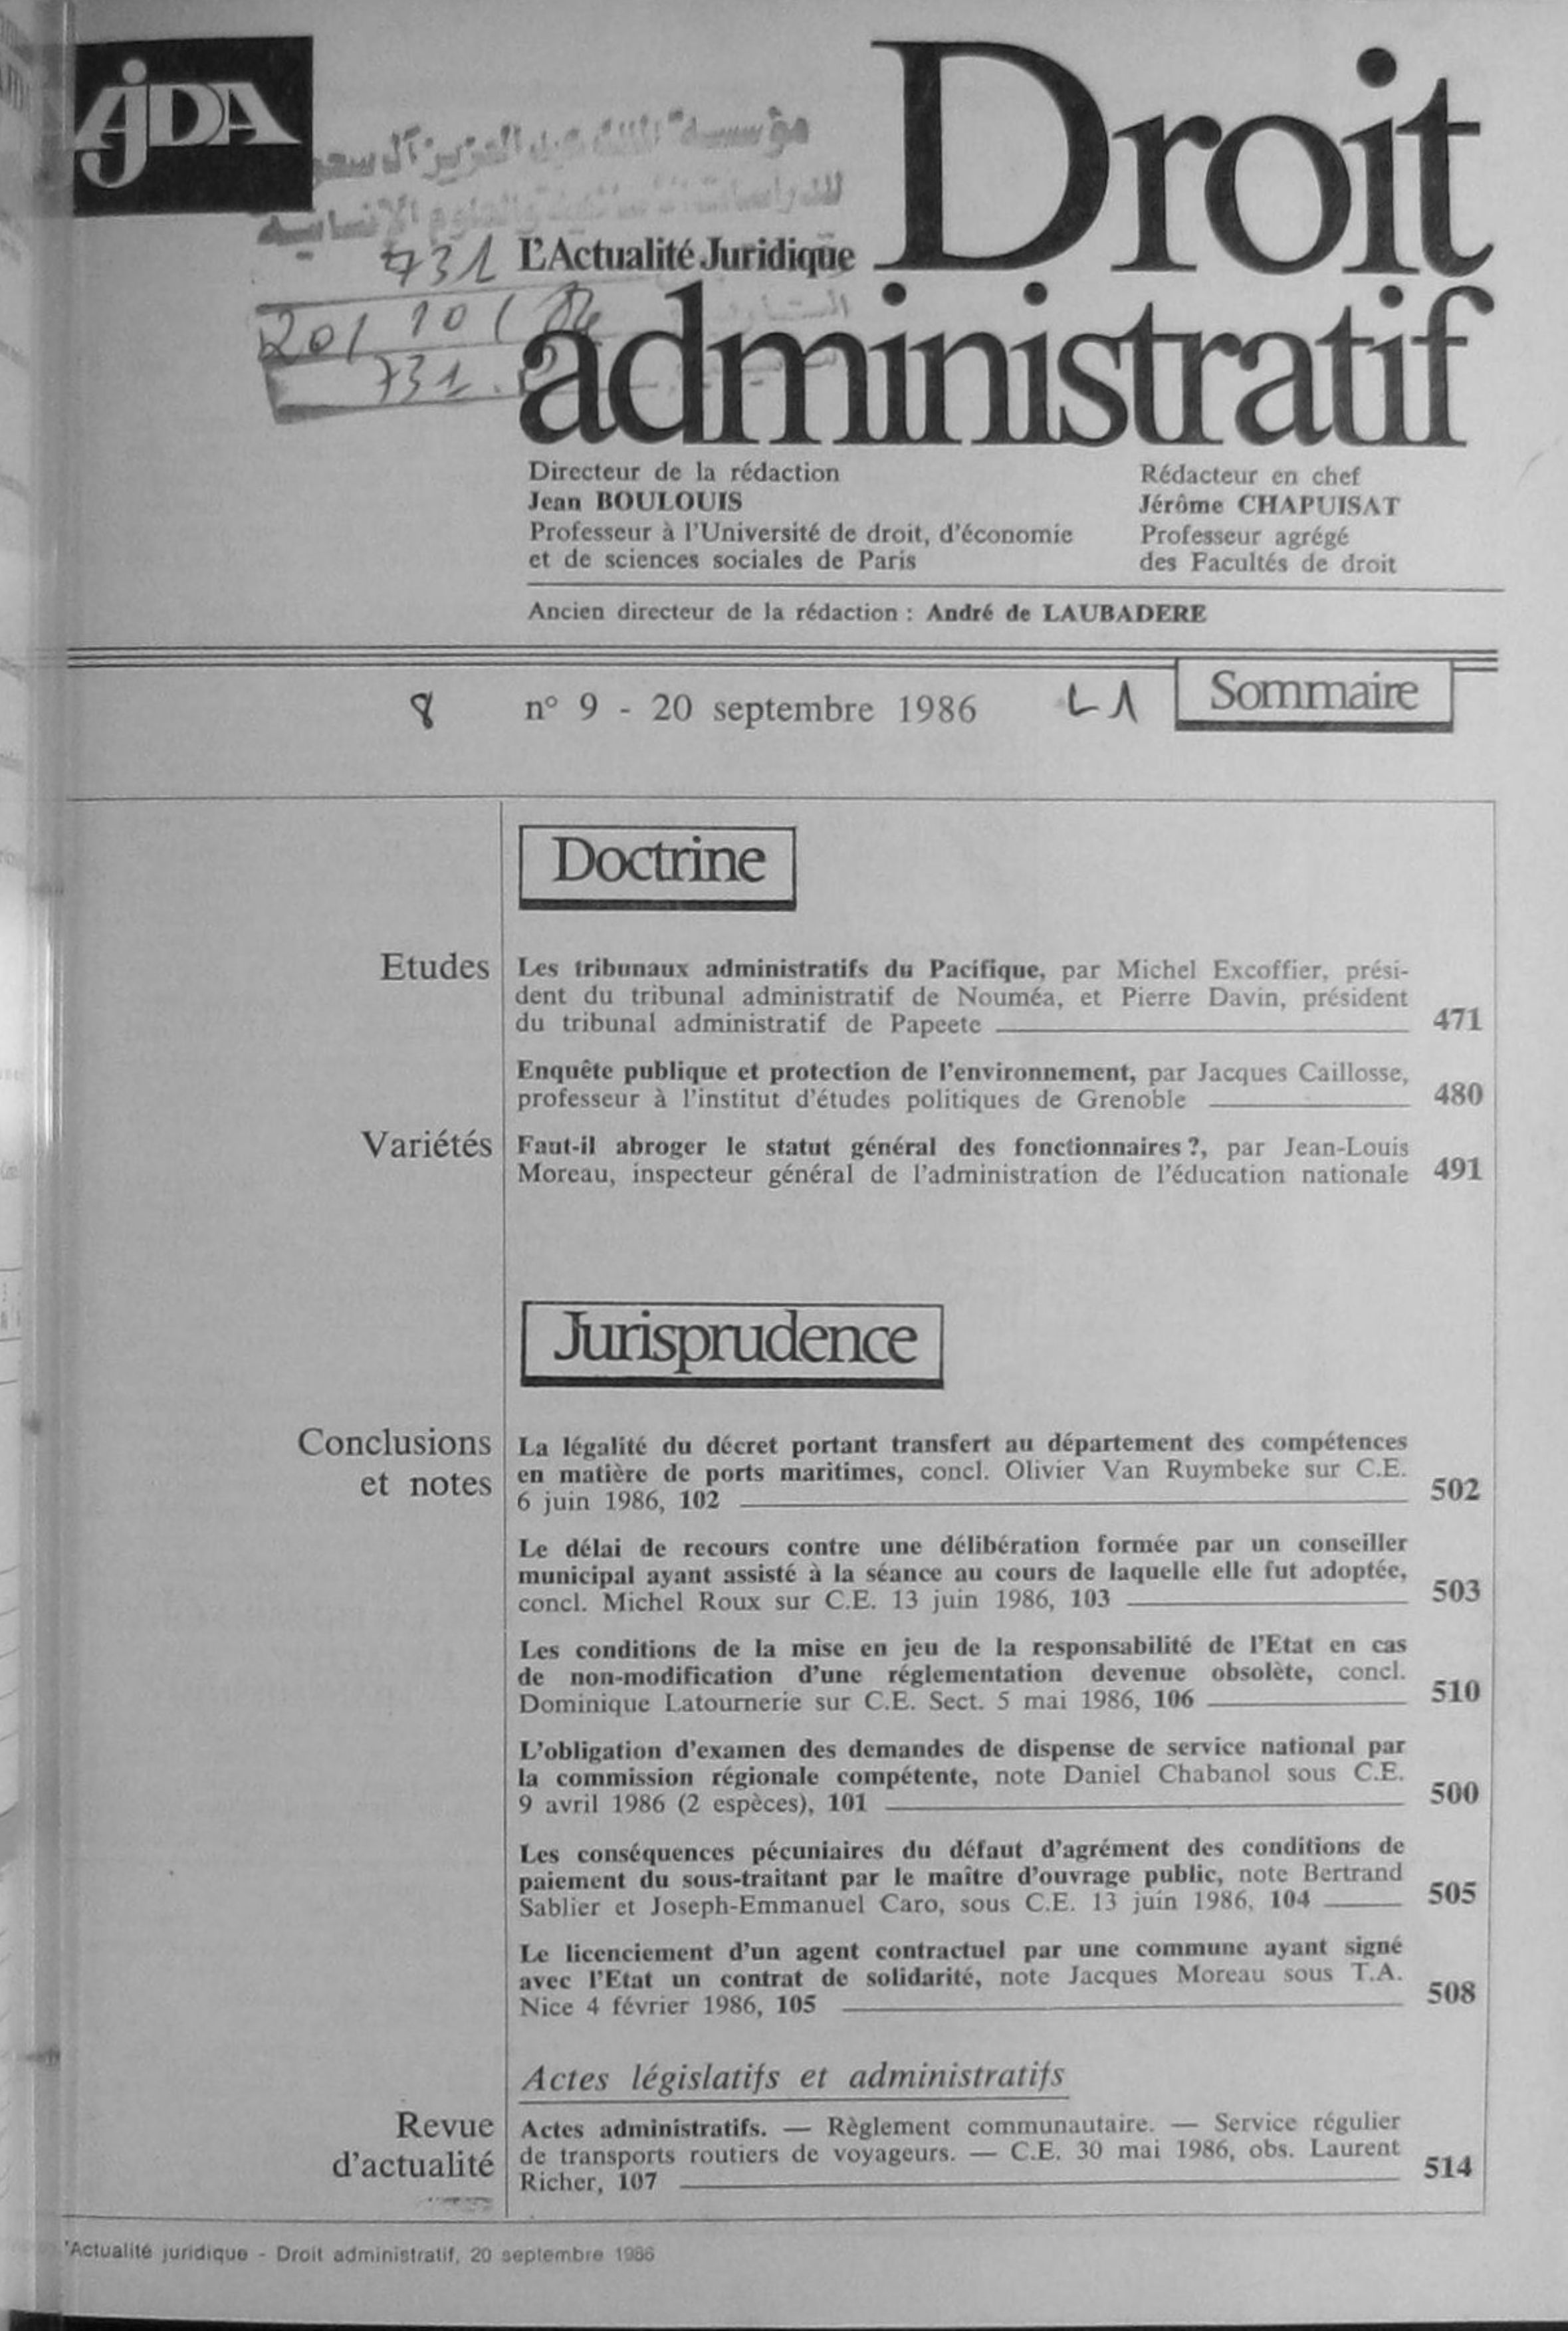 AJDA
مؤسسة الملك عبد العزيز آل سعود
للدراسات الإسلامية والعلوم الإنسانية
731
L'Actualité Juridique
Droit
administratif
20/ 10 /
731
Directeur de la rédaction
Jean BOULOUIS
Professeur à l'Université de droit, d'économie
et de sciences sociales de Paris
Rédacteur en chef
Jérôme CHAPUISAT
Professeur agrégé
des Facultés de droit
Ancien directeur de la rédaction : André de LAUBADERE
8 n° 9 - 20 septembre 1986 L1
Sommaire
Doctrine
Etudes
Les tribunaux administratifs du Pacifique, par Michel Excoffier, prési-
dent du tribunal administratif de Nouméa, et Pierre Davin, président
du tribunal administratif de Papeete 471
Enquête publique et protection de l'environnement, par Jacques Caillosse,
professeur à l'institut d'études politiques de Grenoble 480
Variétés
Faut-il abroger le statut général des fonctionnaires ?, par Jean-Louis
Moreau, inspecteur général de l'administration de l'éducation nationale 491
Jurisprudence
Conclusions
et notes
La légalité du décret portant transfert au département des compétences
en matière de ports maritimes, concl. Olivier Van Ruymbeke sur C.E.
6 juin 1986, 102 502
Le délai de recours contre une délibération formée par un conseiller
municipal ayant assisté à la séance au cours de laquelle elle fut adoptée,
concl. Michel Roux sur C.E. 13 juin 1986, 103 503
Les conditions de la mise en jeu de la responsabilité de l'Etat en cas
de non-modification d'une réglementation devenue obsolète, concl.
Dominique Latournerie sur C.E. Sect. 5 mai 1986, 106 510
L'obligation d'examen des demandes de dispense de service national par
la commission régionale compétente, note Daniel Chabanol sous C.E.
9 avril 1986 (2 espèces), 101 500
Les conséquences pécuniaires du défaut d'agrément des conditions de
paiement du sous-traitant par le maître d'ouvrage public, note Bertrand
Sablier et Joseph-Emmanuel Caro, sous C.E. 13 juin 1986, 104 505
Le licenciement d'un agent contractuel par une commune ayant signé
avec l'Etat un contrat de solidarité, note Jacques Moreau sous T.A.
Nice 4 février 1986, 105 508
Actes législatifs et administratifs
Revue
d'actualité
Actes administratifs. — Règlement communautaire. — Service régulier
de transports routiers de voyageurs. — C.E. 30 mai 1986, obs. Laurent
Richer, 107 514
'Actualité juridique - Droit administratif, 20 septembre 1986